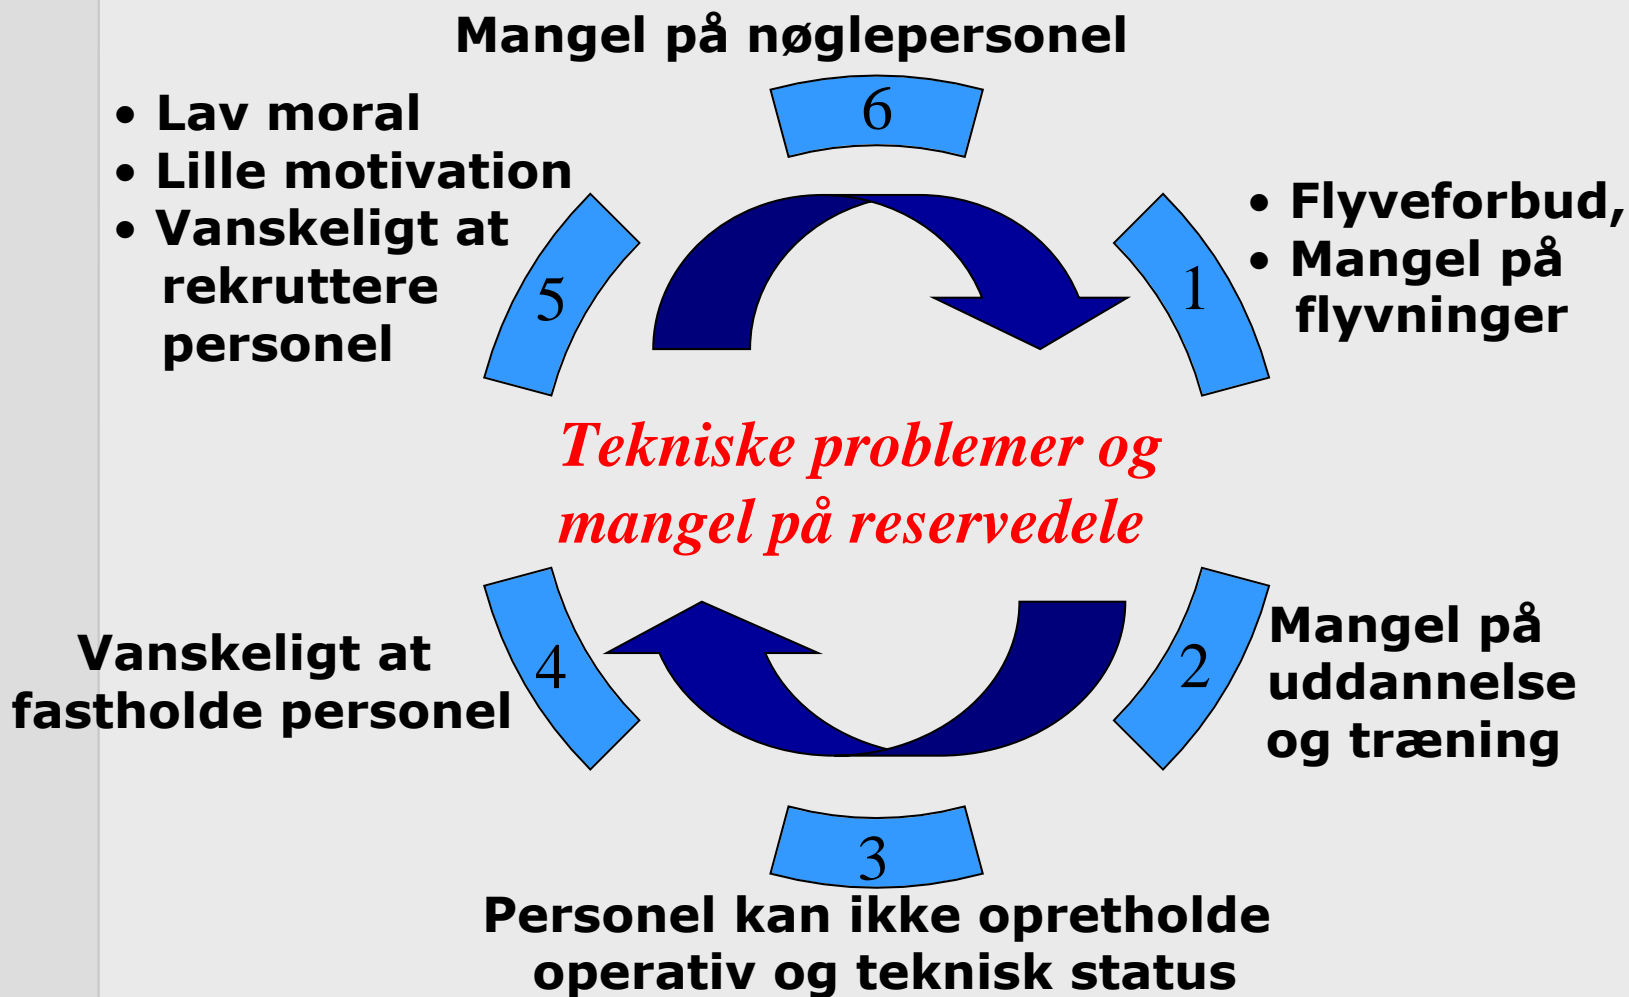 Mangel på nøglepersonel
6
• Lav moral
• Lille motivation
• Vanskeligt at
rekruttere
personel
5
• Flyveforbud,
• Mangel på
flyvninger
1
Tekniske problemer og
mangel på reservedele
Vanskeligt at
fastholde personel
4
2
Mangel på
uddannelse
og træning
3
Personel kan ikke opretholde
operativ og teknisk status